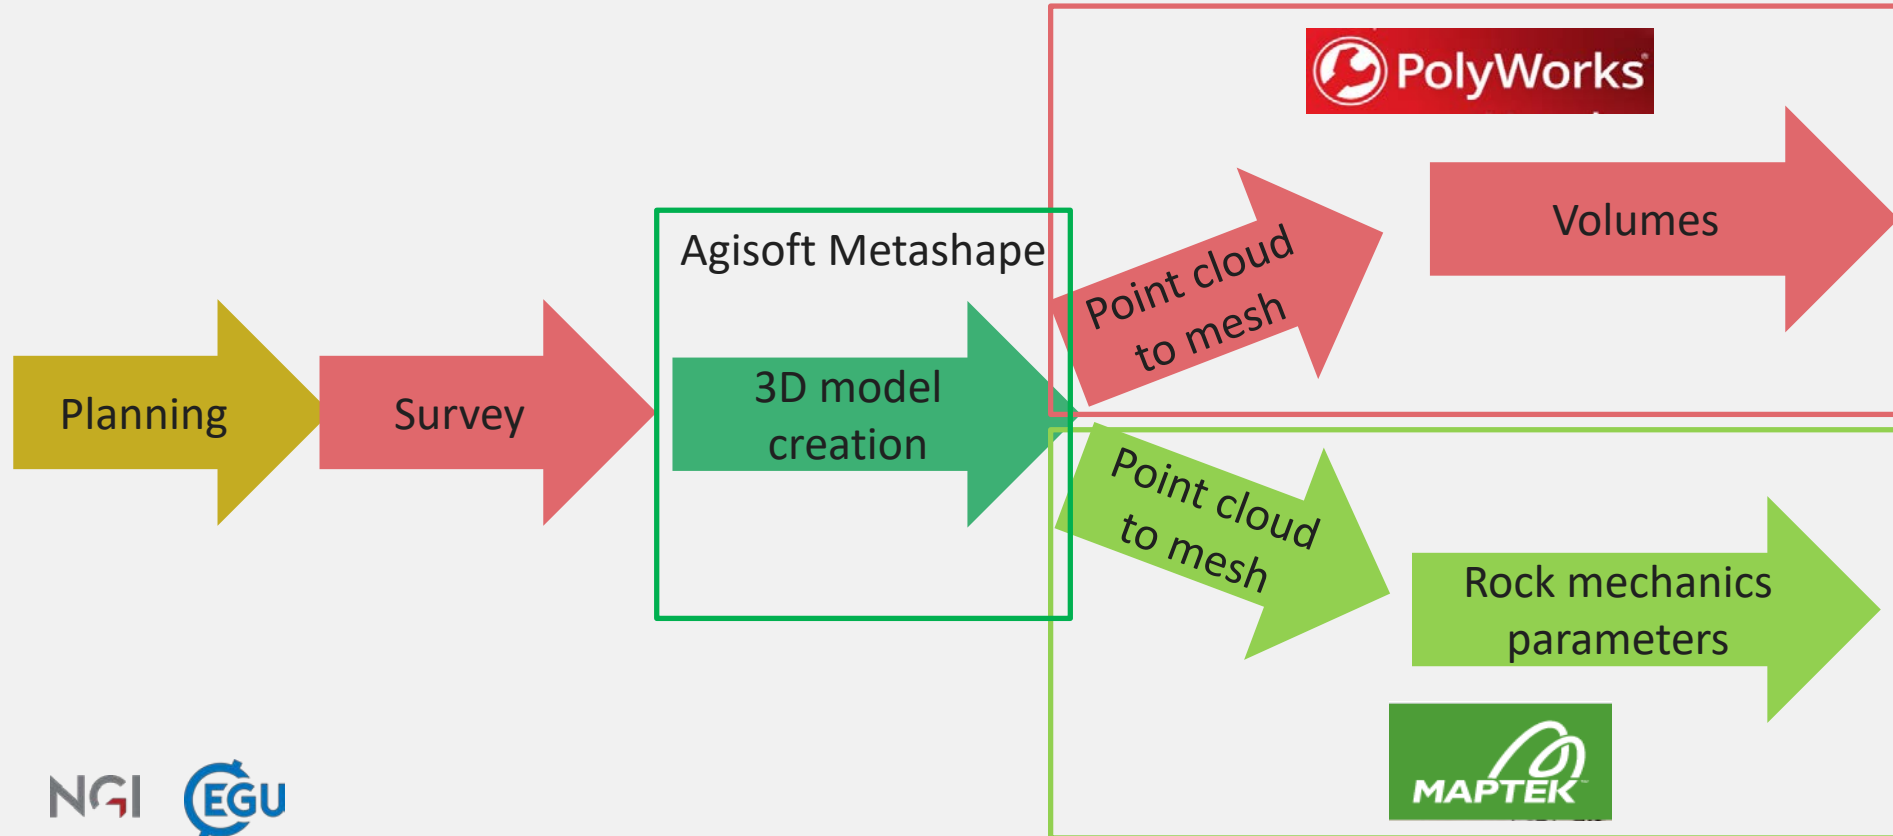 PolyWorks®
Volumes
Agisoft Metashape
Point cloud
to mesh
Planning
Survey
3D model
creation
Point cloud
to mesh
Rock mechanics
parameters
MAPTEK
NGI
EGU